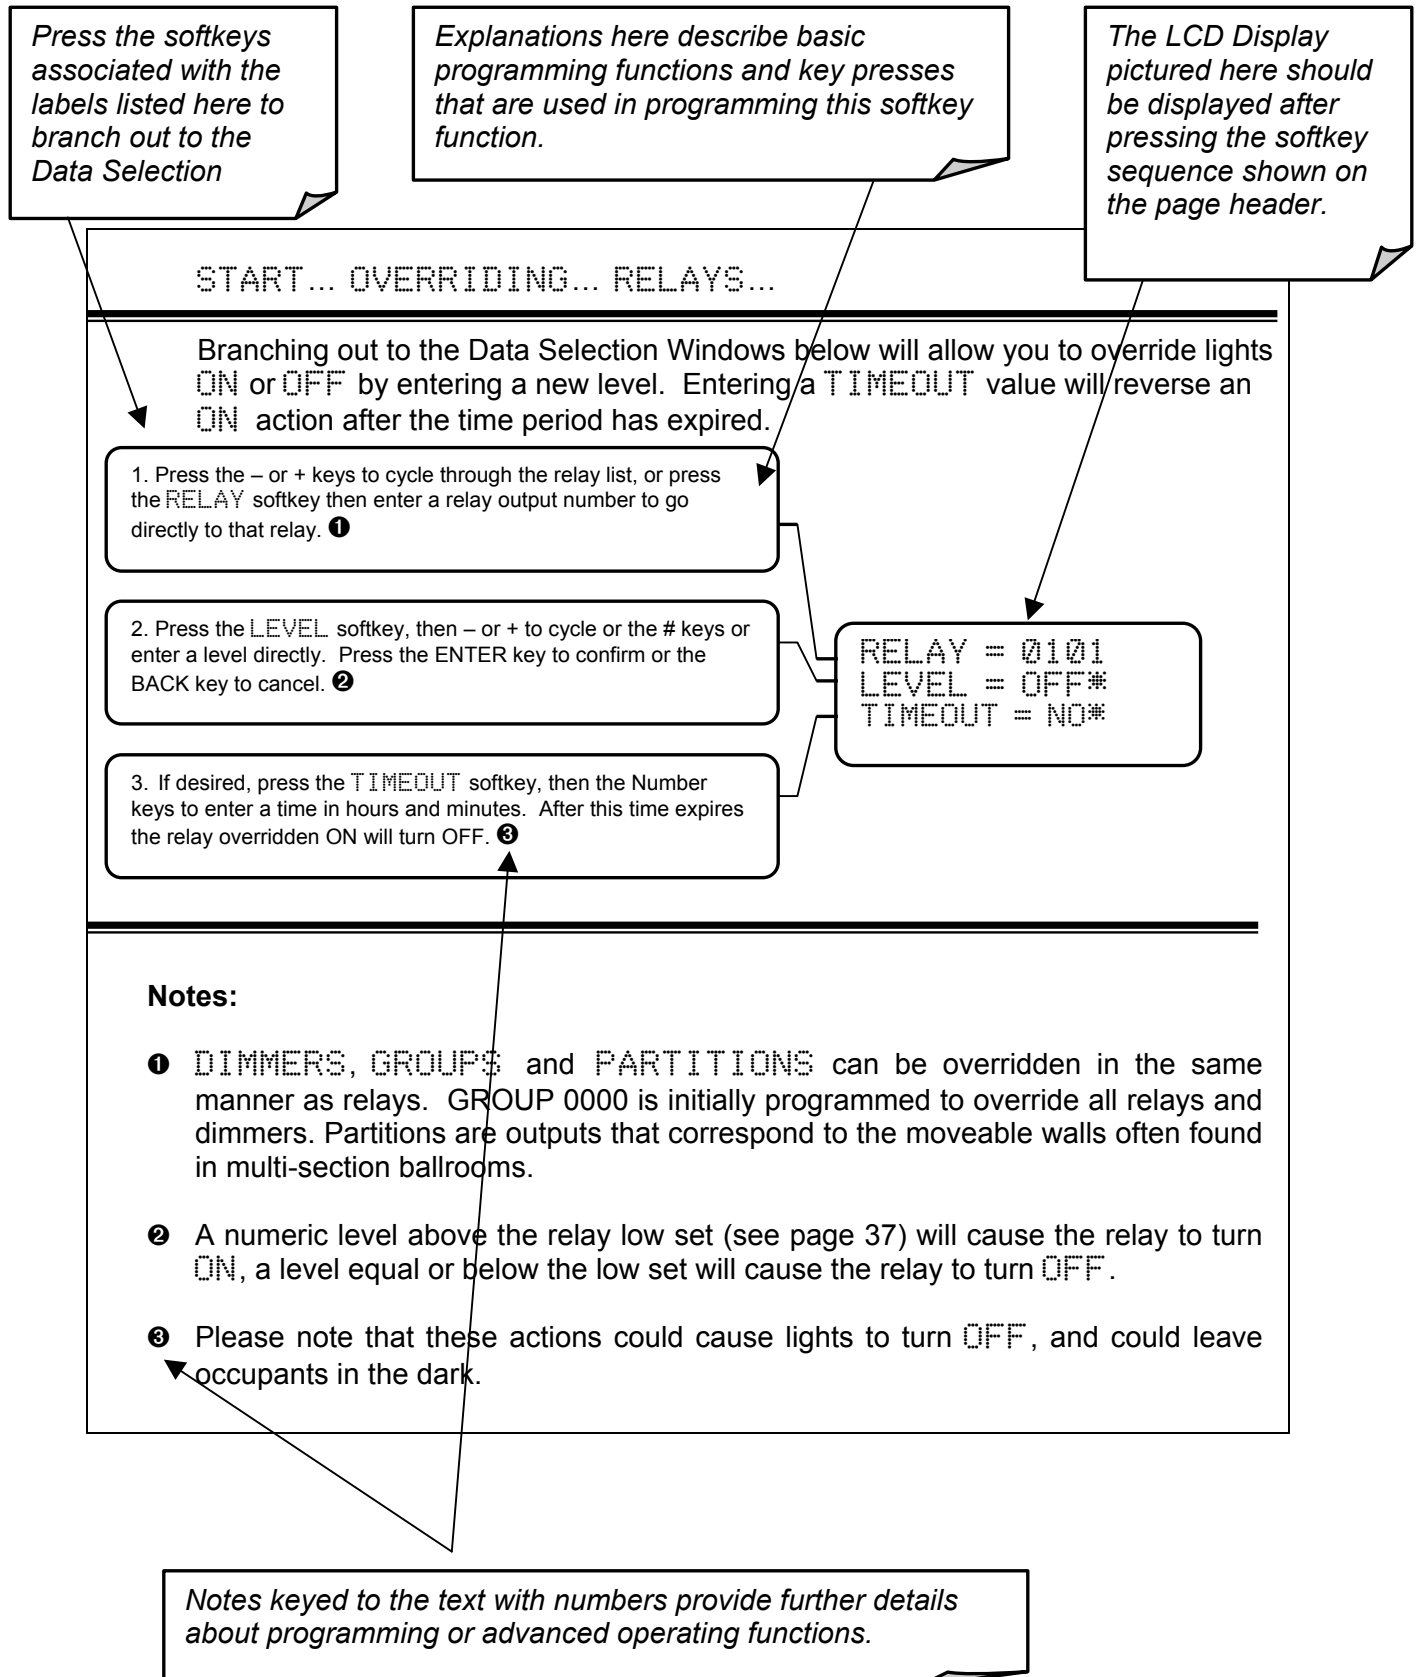 Press the softkeys
associated with the
labels listed here to
branch out to the
Data Selection
Explanations here describe basic
programming functions and key presses
that are used in programming this softkey
function.
The LCD Display
pictured here should
be displayed after
pressing the softkey
sequence shown on
the page header.
START... OVERRIDING... RELAYS...
Branching out to the Data Selection Windows below will allow you to override lights
ON or OFF by entering a new level. Entering a TIMEOUT value will reverse an
ON action after the time period has expired.
1. Press the – or + keys to cycle through the relay list, or press
the RELAY softkey then enter a relay output number to go
directly to that relay. ❶
2. Press the LEVEL softkey, then – or + to cycle or the # keys or
enter a level directly. Press the ENTER key to confirm or the
BACK key to cancel. ❷
3. If desired, press the TIMEOUT softkey, then the Number
keys to enter a time in hours and minutes. After this time expires
the relay overridden ON will turn OFF. ❸
RELAY = 0101
LEVEL = OFF*
TIMEOUT = NO*
Notes:
❶ DIMMERS, GROUPS and PARTITIONS can be overridden in the same
manner as relays. GROUP 0000 is initially programmed to override all relays and
dimmers. Partitions are outputs that correspond to the moveable walls often found
in multi-section ballrooms.
❷ A numeric level above the relay low set (see page 37) will cause the relay to turn
ON, a level equal or below the low set will cause the relay to turn OFF.
❸ Please note that these actions could cause lights to turn OFF, and could leave
occupants in the dark.
Notes keyed to the text with numbers provide further details
about programming or advanced operating functions.